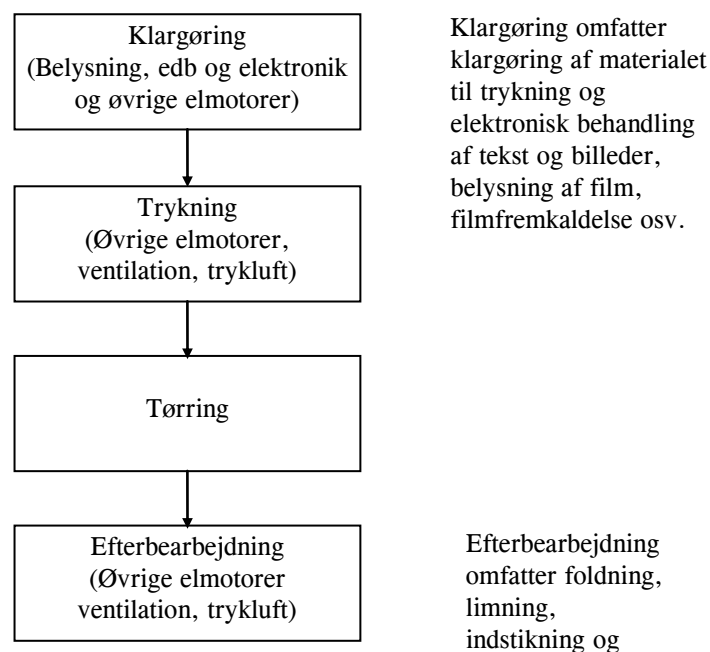 Klargøring
(Belysning, edb og elektronik
og øvrige elmotorer)
Klargøring omfatter
klargøring af materialet
til trykning og
elektronisk behandling
af tekst og billeder,
belysning af film,
filmfremkaldelse osv.
Trykning
(Øvrige elmotorer,
ventilation, trykluft)
Tørring
Efterbearbejdning
(Øvrige elmotorer
ventilation, trykluft)
Efterbearbejdning
omfatter foldning,
limning,
indstikning og